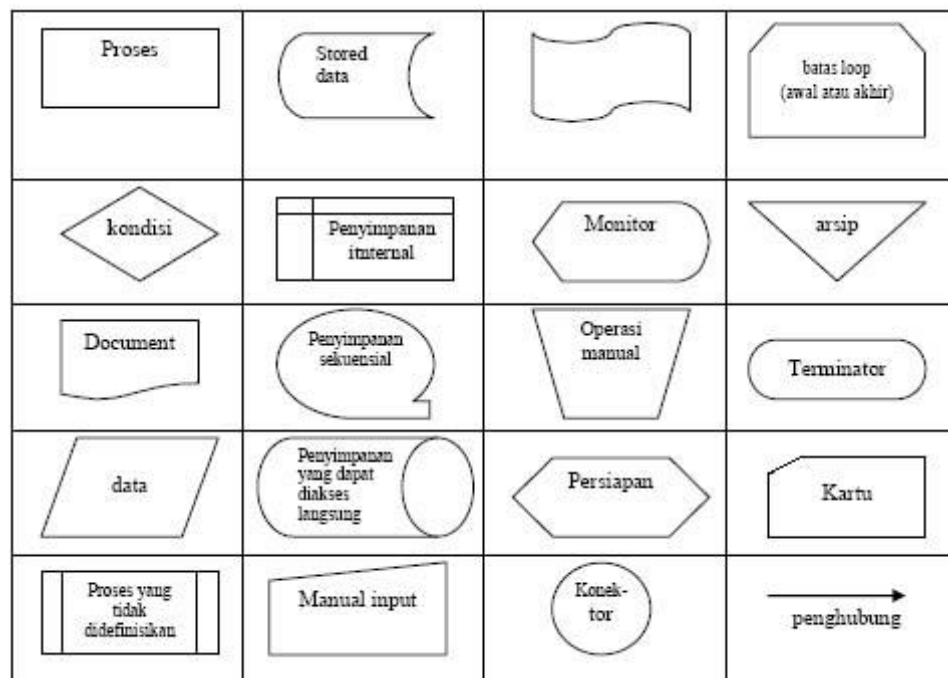 Proses
Stored
data
batas loop
(awal atau akhir)
kondisi
Penyimpanan
itnternal
Monitor
arsip
Document
Penyimpanan
sekuensial
Operasi
manual
Terminator
data
Penyimpanan
yang dapat
diakses
langsung
Persiapan
Kartu
Proses yang
tidak
didefinisikan
Manual input
Konek-
tor
penghubung